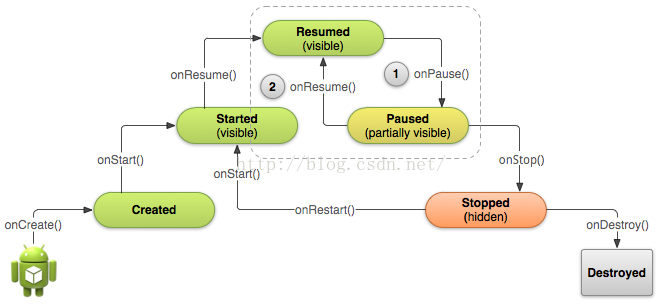 Resumed
(visible)
onResume()
2
onResume()
1
onPause()
Started
(visible)
Paused
(partially visible)
onStart()
http://blog.csdn.net/
onStart()
onStop()
Created
onRestart()
Stopped
(hidden)
onCreate()
onDestroy()
Destroyed